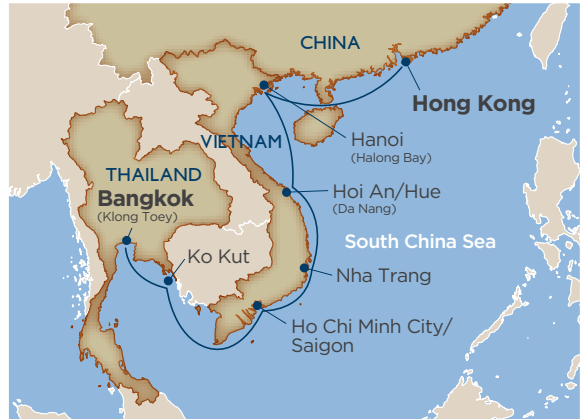 CHINA
Hong Kong
Hanoi
(Halong Bay)
VIETNAM
THAILAND
Bangkok
(Klong Toey)
Hoi An/Hue
(Da Nang)
South China Sea
Ko Kut
Nha Trang
Ho Chi Minh City/
Saigon